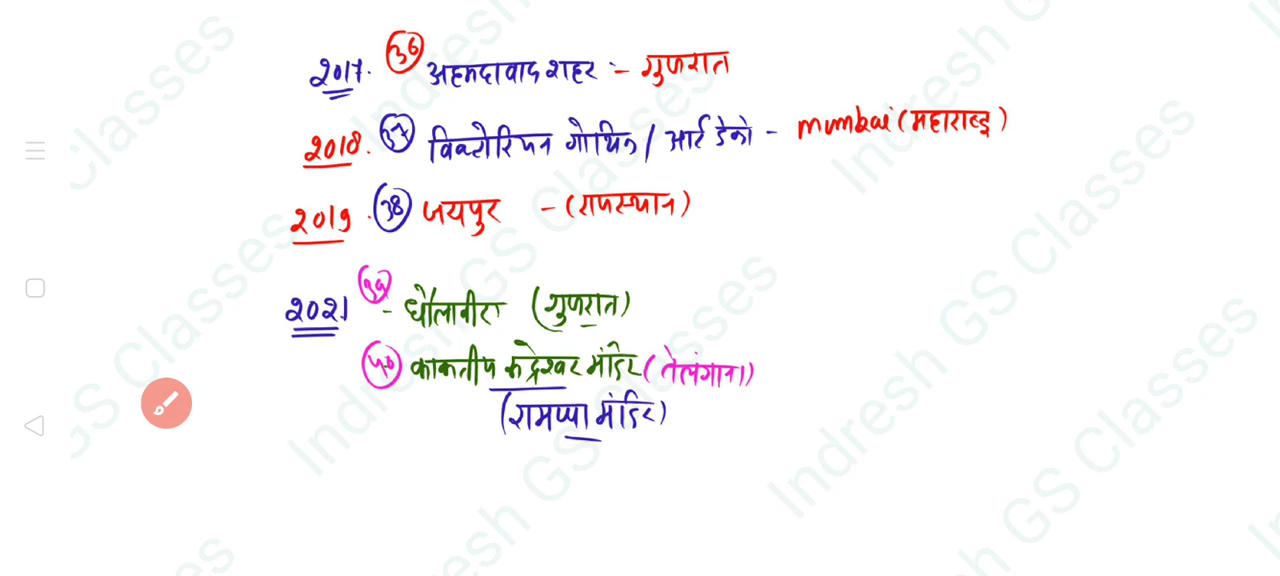 2017. 36 अहमदाबाद शहर :- गुजरात
2018. 37 विक्टोरियन गोथिक / आर्ट डेको - mumbai (महाराष्ट्र)
2019. 38 जयपुर - (राजस्थान)
2021 39 - धौलावीरा (गुजरात)
40 काकतीय रूद्रेश्वर मंदिर (तेलंगाना)
(रामप्पा मंदिर)
Indresh GS Classes